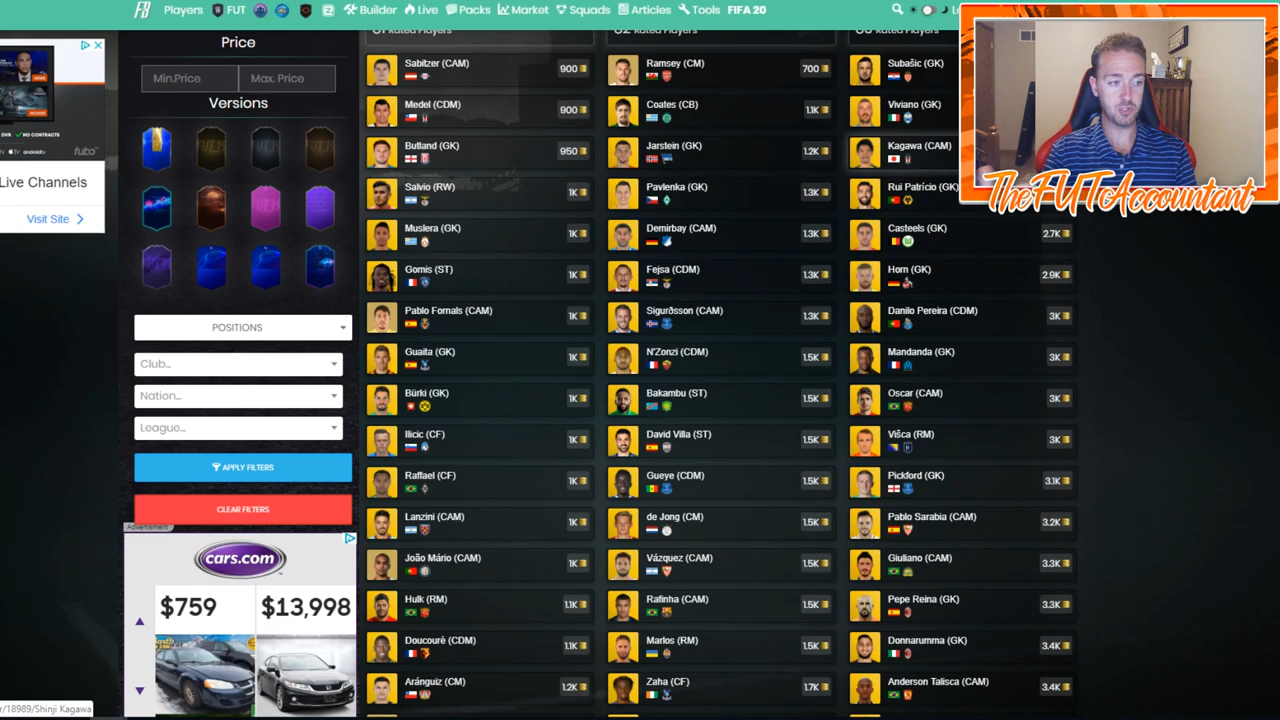 FB Players FUT Builder Live Packs Market Squads Articles Tools FIFA 20
Price
Min.Price Max. Price
Versions
POSITIONS
Club...
Nation...
League...
APPLY FILTERS
CLEAR FILTERS
DVR NO CONTRACTS
androidtv fubo
Live Channels
Visit Site
Advertisement
cars.com
$759 $13,998
r/18989/Shinji Kagawa
Rated Players
Sabitzer (CAM) 900
Medel (CDM) 900
Butland (GK) 950
Salvio (RW) 1K
Muslera (GK) 1K
Gomis (ST) 1K
Pablo Fornals (CAM) 1K
Guaita (GK) 1K
Bürki (GK) 1K
Ilicic (CF) 1K
Raffael (CF) 1K
Lanzini (CAM) 1K
João Mário (CAM) 1K
Hulk (RM) 1.1K
Doucouré (CDM) 1.1K
Aránguiz (CM) 1.2K
Rated Players
Ramsey (CM) 700
Coates (CB) 1.1K
Jarstein (GK) 1.2K
Pavlenka (GK) 1.3K
Demirbay (CAM) 1.3K
Fejsa (CDM) 1.3K
Sigurðsson (CAM) 1.3K
N'Zonzi (CDM) 1.5K
Bakambu (ST) 1.5K
David Villa (ST) 1.5K
Gueye (CDM) 1.5K
de Jong (CM) 1.5K
Vázquez (CAM) 1.5K
Rafinha (CAM) 1.5K
Marlos (RM) 1.5K
Zaha (CF) 1.7K
Rated Players
Subašic (GK)
Viviano (GK)
Kagawa (CAM)
Rui Patrício (GK)
Casteels (GK) 2.7K
Horn (GK) 2.9K
Danilo Pereira (CDM) 3K
Mandanda (GK) 3K
Oscar (CAM) 3K
Višca (RM) 3K
Pickford (GK) 3.1K
Pablo Sarabia (CM) 3.2K
Giuliano (CAM) 3.3K
Pepe Reina (GK) 3.3K
Donnarumma (GK) 3.4K
Anderson Talisca (CAM) 3.4K
TheFUTAccountant